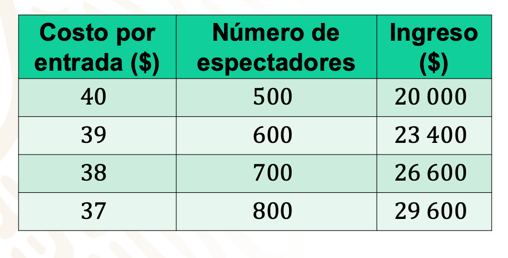 Costo por entrada ($) Número de espectadores Ingreso ($)
40 500 20 000
39 600 23 400
38 700 26 600
37 800 29 600